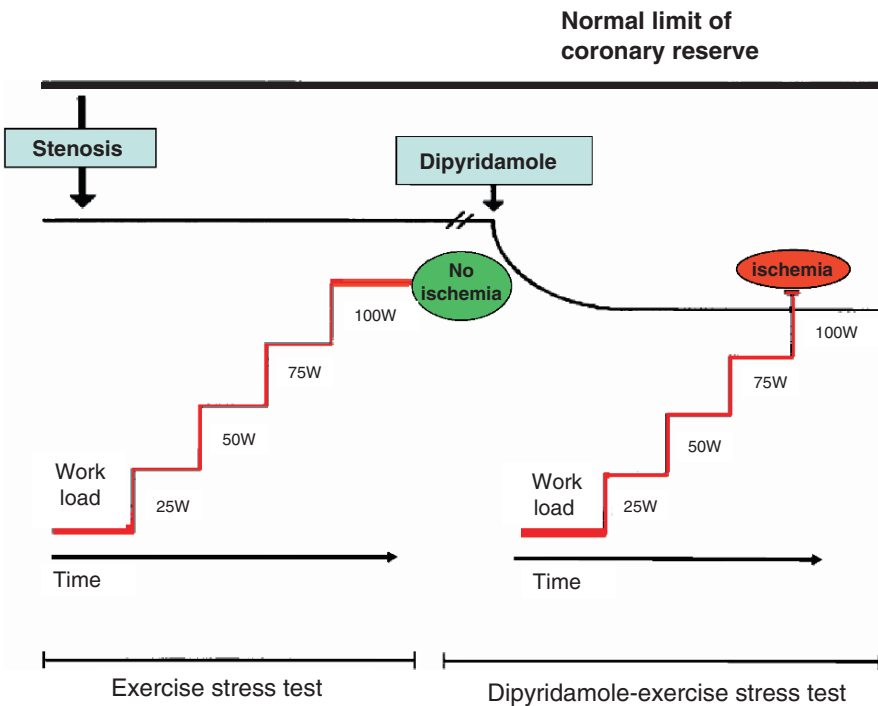 Normal limit of
coronary reserve
Stenosis
Dipyridamole
No
ischemia
ischemia
100W
75W
50W
25W
Work
load
Time
100W
75W
50W
25W
Work
load
Time
Exercise stress test
Dipyridamole-exercise stress test